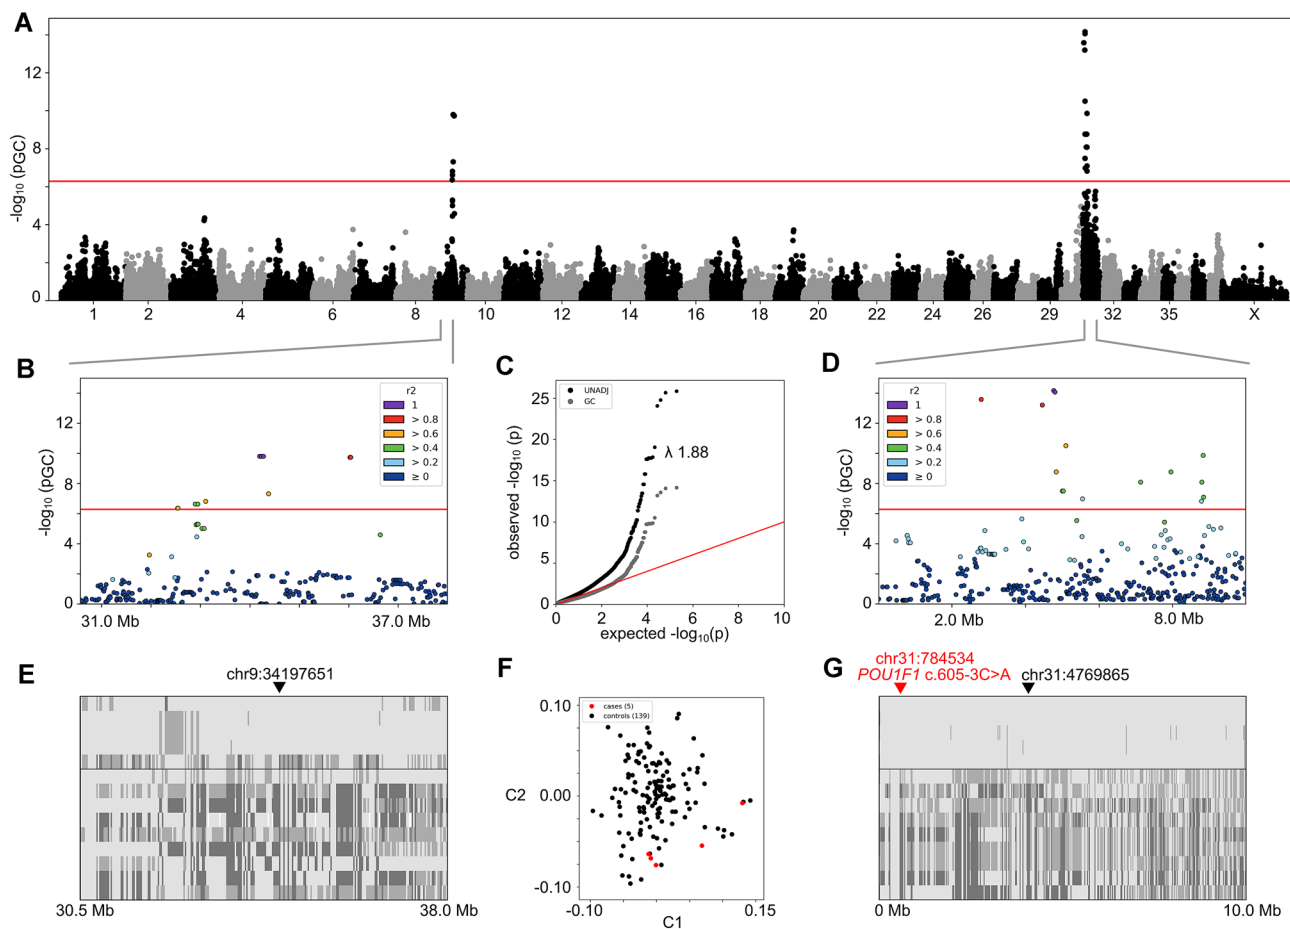 A
-log10 (pGC)
12
8
4
0
1 2 4 6 8 10 12 14 16 18 20 22 24 26 29 32 35 X
B
r2
1
> 0.8
> 0.6
> 0.4
> 0.2
≥ 0
-log10 (pGC)
12
8
4
0
31.0 Mb 37.0 Mb
C
UNADJ
GC
λ 1.88
observed -log10 (p)
25
20
15
10
5
0
0 2 4 6 8 10
expected -log10(p)
D
r2
1
> 0.8
> 0.6
> 0.4
> 0.2
≥ 0
-log10 (pGC)
12
8
4
0
2.0 Mb 8.0 Mb
E
chr9:34197651
30.5 Mb 38.0 Mb
F
cases (5)
controls (139)
C2
0.10
0.00
-0.10
-0.10 0.15
C1
G
chr31:784534
POU1F1 c.605-3C>A
chr31:4769865
0 Mb 10.0 Mb